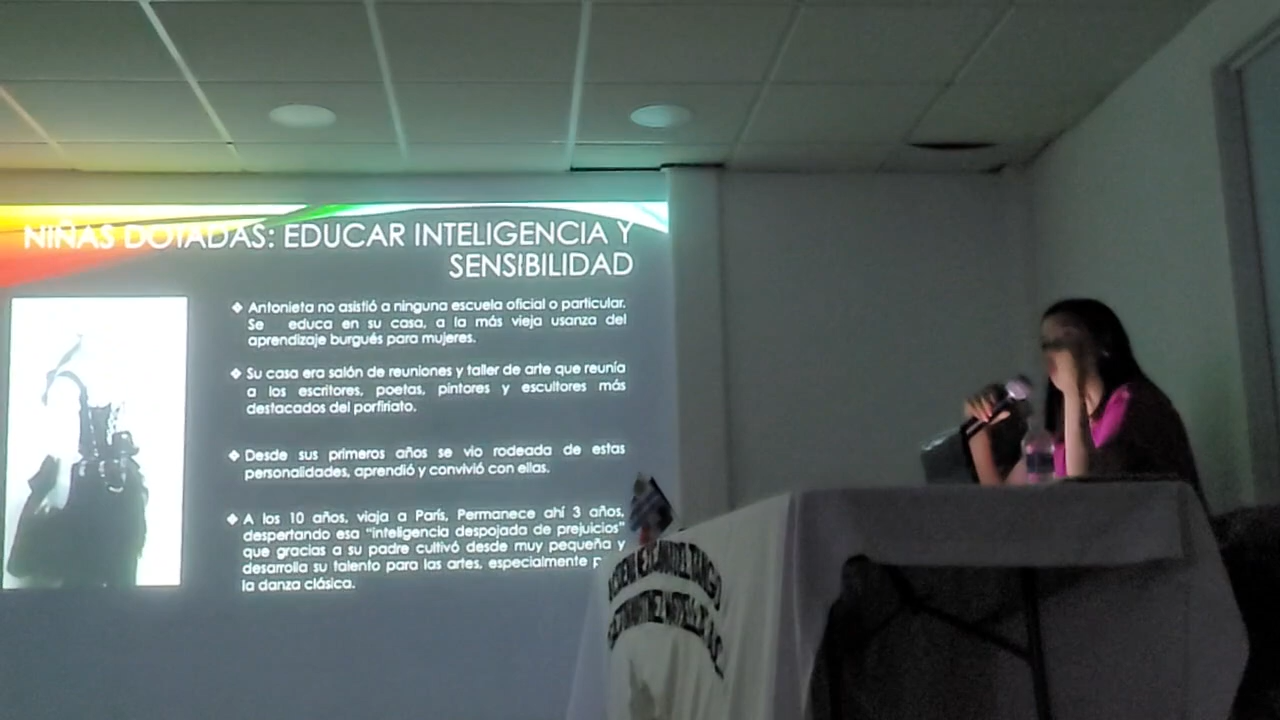 NIÑAS DOTADAS: EDUCAR INTELIGENCIA Y
SENSIBILIDAD
❖ Antonieta no asistió a ninguna escuela oficial o particular.
Se educa en su casa, a la más vieja usanza del
aprendizaje burgués para mujeres.
❖ Su casa era salón de reuniones y taller de arte que reunía
a los escritores, poetas, pintores y escultores más
destacados del porfiriato.
❖ Desde sus primeros años se vio rodeada de estas
personalidades, aprendió y convivió con ellas.
❖ A los 10 años, viaja a París, Permanece ahí 3 años,
despertando esa “inteligencia despojada de prejuicios”
que gracias a su padre cultivó desde muy pequeña y
desarrolla su talento para las artes, especialmente
la danza clásica.